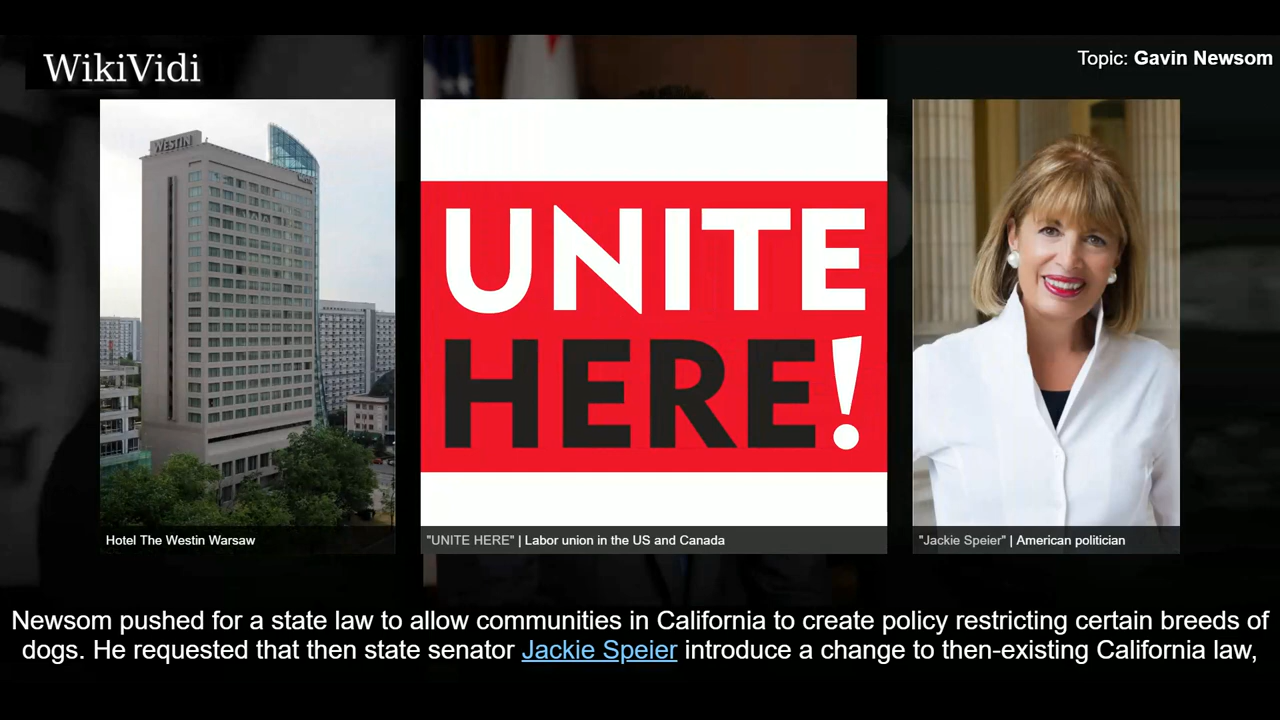 WikiVidi
Topic: Gavin Newsom
WESTIN
UNITE
HERE!
Hotel The Westin Warsaw
"UNITE HERE" | Labor union in the US and Canada
"Jackie Speier" | American politician
Newsom pushed for a state law to allow communities in California to create policy restricting certain breeds of
dogs. He requested that then state senator Jackie Speier introduce a change to then-existing California law,